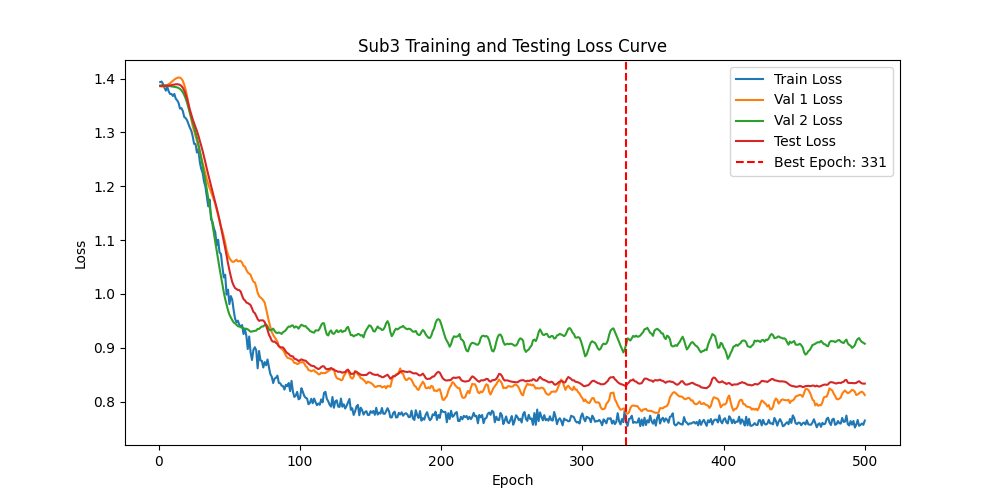 Sub3 Training and Testing Loss Curve
Train Loss
Val 1 Loss
Val 2 Loss
Test Loss
Best Epoch: 331
1.4
1.3
1.2
1.1
1.0
0.9
0.8
Loss
0 100 200 300 400 500
Epoch